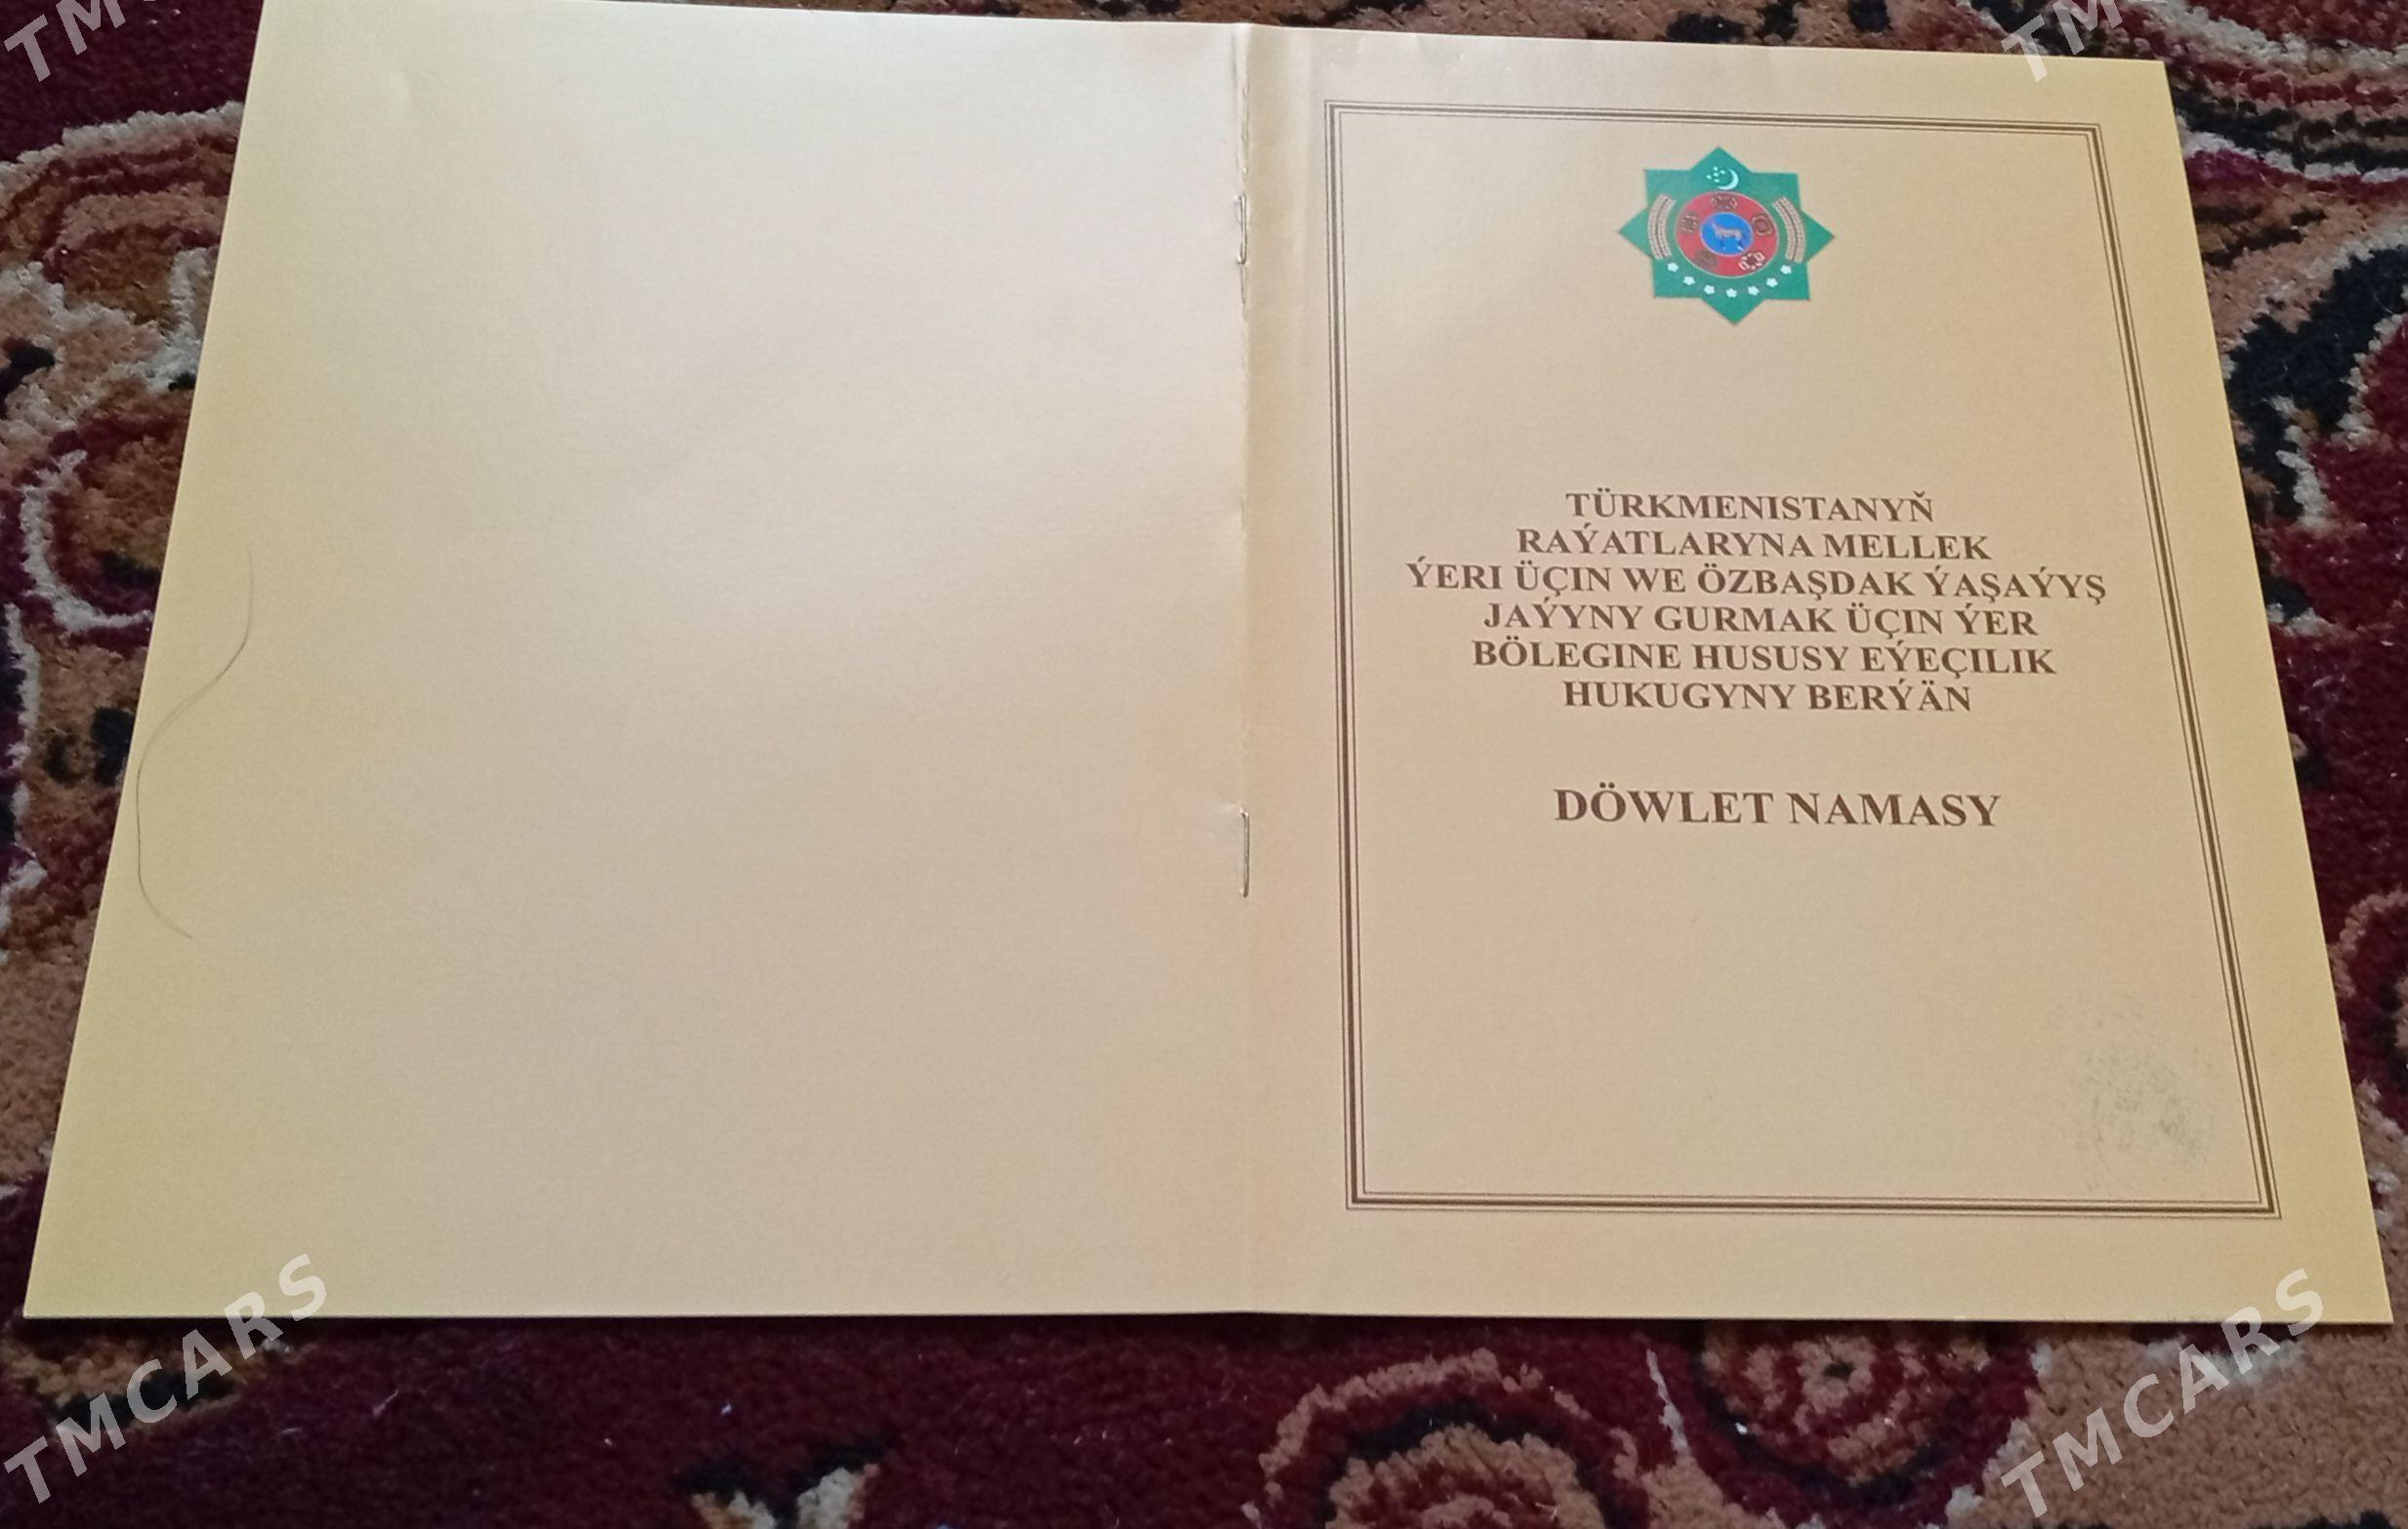 TMCARS
TMCARS
TÜRKMENISTANYŇ
RAÝATLARYNA MELLEK
ÝERI ÜÇIN WE ÖZBAŞDAK ÝAŞAÝYŞ
JAÝYNY GURMAK ÜÇIN ÝER
BÖLEGINE HUSUSY EÝEÇILIK
HUKUGYNY BERÝÄN
DÖWLET NAMASY
TMCARS
TMCARS